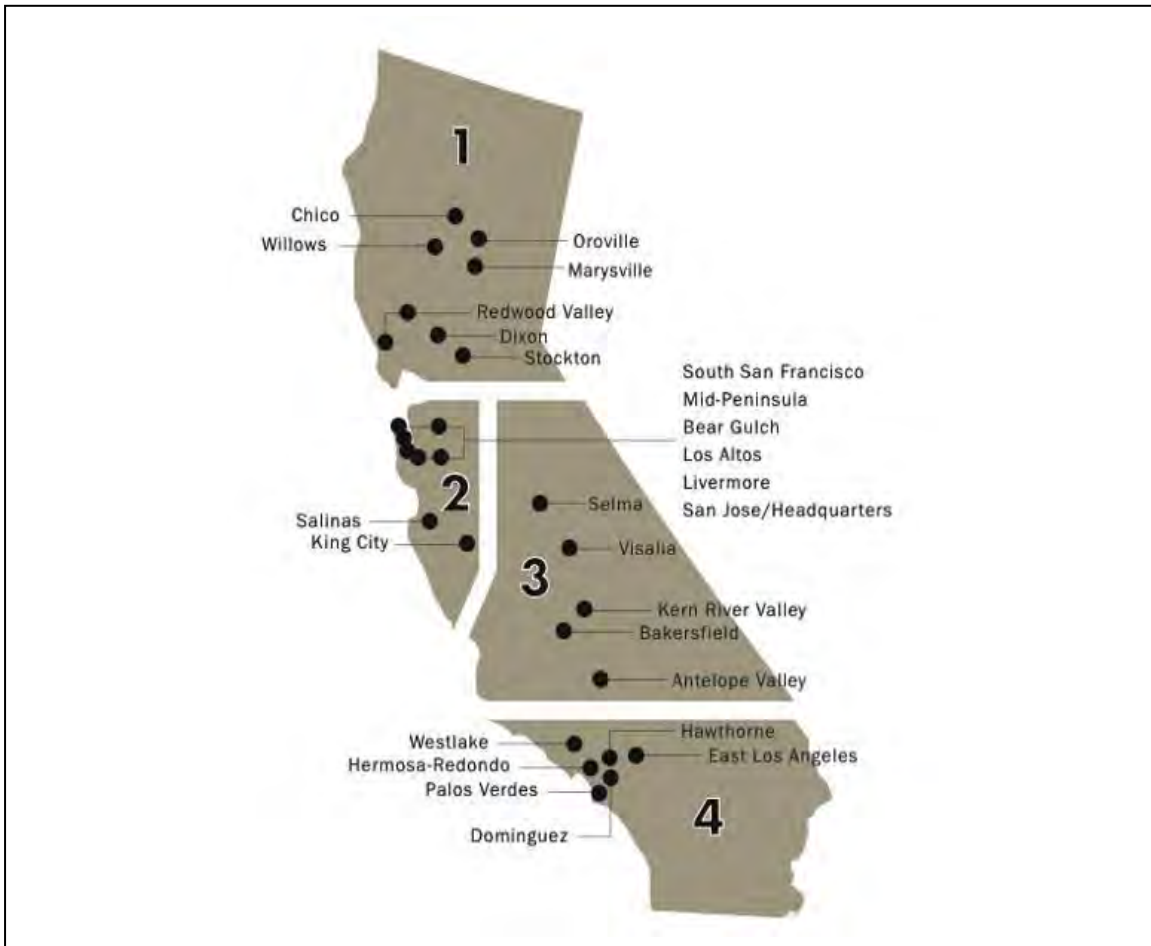 1
Chico
Willows
Oroville
Marysville
Redwood Valley
Dixon
Stockton
South San Francisco
Mid-Peninsula
Bear Gulch
Los Altos
Livermore
San Jose/Headquarters
2
Salinas
King City
Selma
Visalia
3
Kern River Valley
Bakersfield
Antelope Valley
Hawthorne
Westlake
East Los Angeles
Hermosa-Redondo
Palos Verdes
4
Dominguez